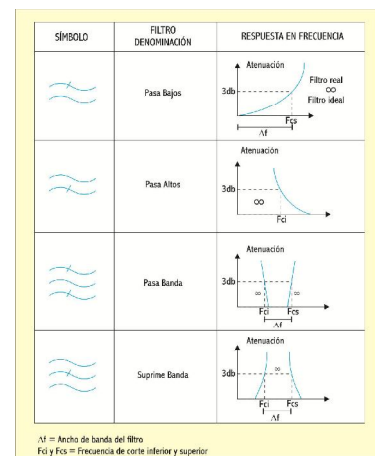 SÍMBOLO
FILTRO
DENOMINACIÓN
RESPUESTA EN FRECUENCIA
Pasa Bajos
Atenuación
3db
Filtro real
∞
Filtro ideal
Fcs
Δf
Pasa Altos
Atenuación
3db
∞
Fci
Pasa Banda
Atenuación
3db
∞ ∞
Fci Fcs
Δf
Suprime Banda
Atenuación
3db
∞
Fci Fcs
Δf
Δf = Ancho de banda del filtro
Fci y Fcs = Frecuencia de corte inferior y superior